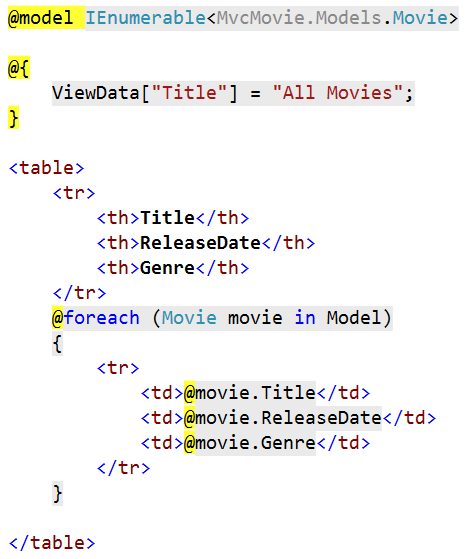 @model IEnumerable<MvcMovie.Models.Movie>
@{
    ViewData["Title"] = "All Movies";
}
<table>
    <tr>
        <th>Title</th>
        <th>ReleaseDate</th>
        <th>Genre</th>
    </tr>
    @foreach (Movie movie in Model)
    {
        <tr>
            <td>@movie.Title</td>
            <td>@movie.ReleaseDate</td>
            <td>@movie.Genre</td>
        </tr>
    }
</table>